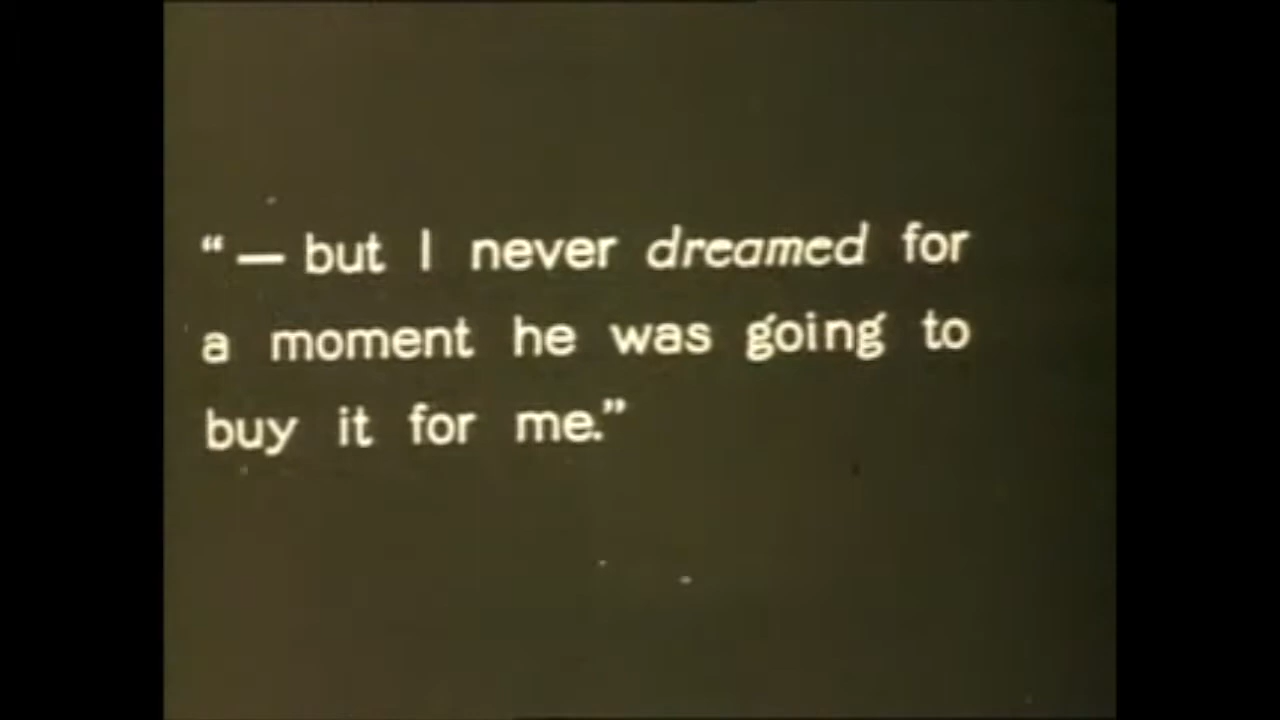 “— but I never dreamed for
a moment he was going to
buy it for me.”